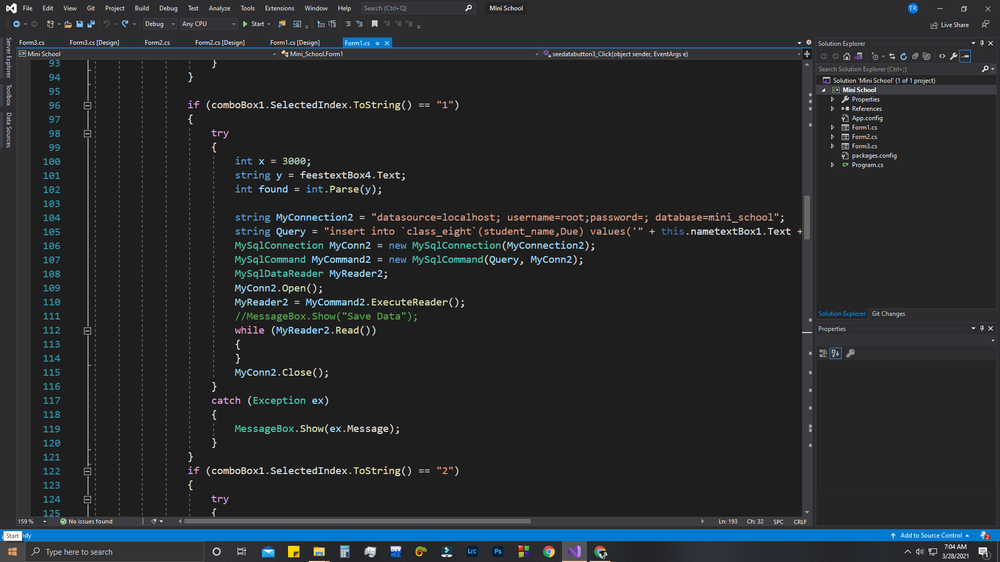 File Edit View Git Project Build Debug Test Analyze Tools Extensions Window Help Search (Ctrl+Q) Mini School TR
Debug Any CPU Start Live Share
Form3.cs Form3.cs [Design] Form2.cs Form2.cs [Design] Form1.cs [Design] Form1.cs
Mini School Mini_School.Form1 seedatabutton3_Click(object sender, EventArgs e)
Server Explorer
Toolbox
Data Sources
93 }
94 }
95
96 if (comboBox1.SelectedIndex.ToString() == "1")
97 {
98 try
99 {
100 int x = 3000;
101 string y = feestextBox4.Text;
102 int found = int.Parse(y);
103
104 string MyConnection2 = "datasource=localhost; username=root;password=; database=mini_school";
105 string Query = "insert into `class_eight`(student_name,Due) values('" + this.nametextBox1.Text +
106 MySqlConnection MyConn2 = new MySqlConnection(MyConnection2);
107 MySqlCommand MyCommand2 = new MySqlCommand(Query, MyConn2);
108 MySqlDataReader MyReader2;
109 MyConn2.Open();
110 MyReader2 = MyCommand2.ExecuteReader();
111 //MessageBox.Show("Save Data");
112 while (MyReader2.Read())
113 {
114 }
115 MyConn2.Close();
116 }
117 catch (Exception ex)
118 {
119 MessageBox.Show(ex.Message);
120 }
121 }
122 if (comboBox1.SelectedIndex.ToString() == "2")
123 {
124 try
125 {
159 % No issues found Ln: 193 Ch: 32 SPC CRLF
Solution Explorer
Search Solution Explorer (Ctrl+;)
Solution 'Mini School' (1 of 1 project)
C# Mini School
Properties
References
App.config
Form1.cs
Form2.cs
Form3.cs
packages.config
C# Program.cs
Solution Explorer Git Changes
Properties
Start ady Add to Source Control 2
Type here to search DEV Lrc Ps 7:04 AM
3/28/2021 1